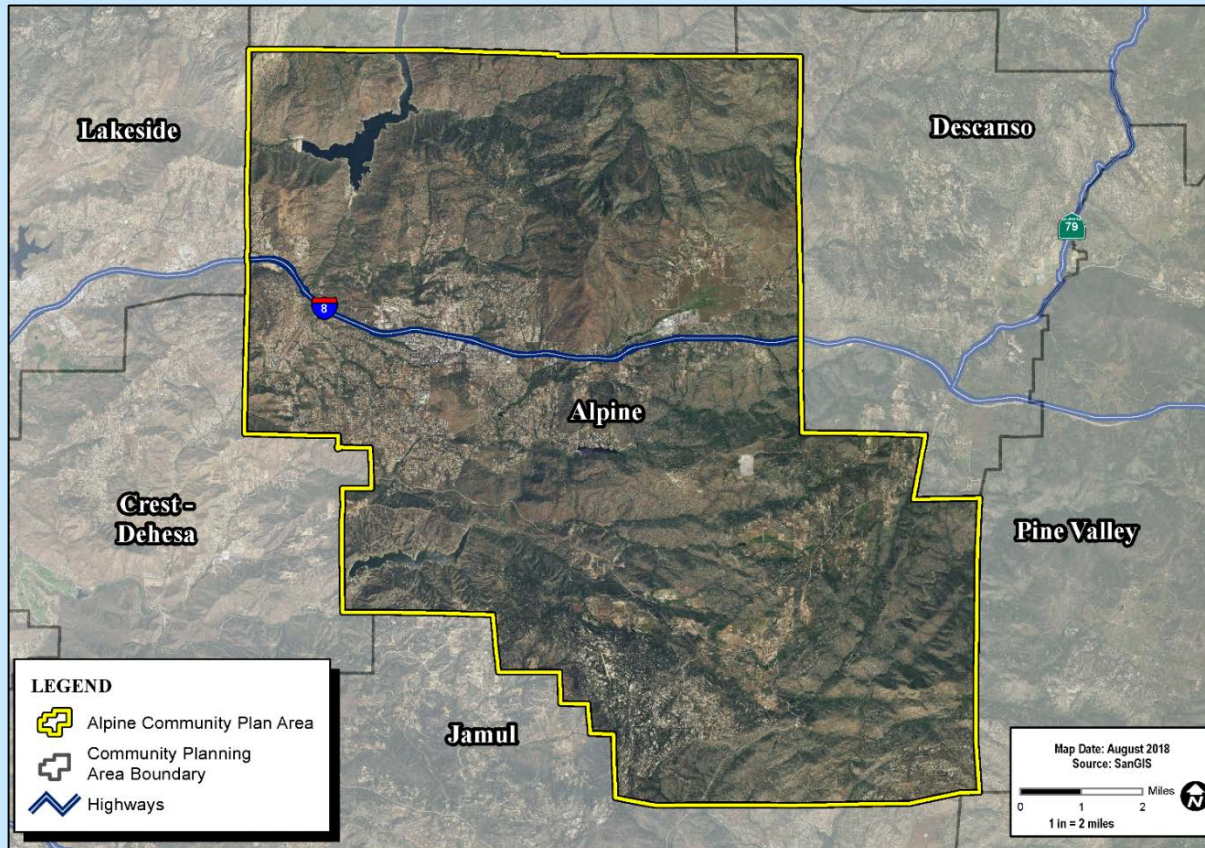 Lakeside
Descanso
79
8
Alpine
Crest -
Dehesa
Pine Valley
Jamul
LEGEND
Alpine Community Plan Area
Community Planning
Area Boundary
Highways
Map Date: August 2018
Source: SanGIS
Miles
0 1 2
1 in = 2 miles
N